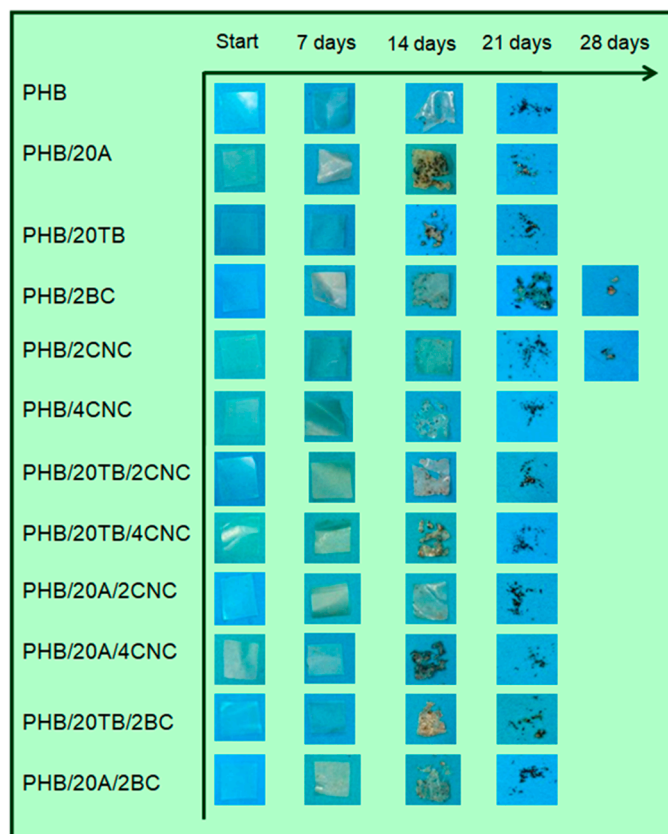 Start 7 days 14 days 21 days 28 days
PHB
PHB/20A
PHB/20TB
PHB/2BC
PHB/2CNC
PHB/4CNC
PHB/20TB/2CNC
PHB/20TB/4CNC
PHB/20A/2CNC
PHB/20A/4CNC
PHB/20TB/2BC
PHB/20A/2BC